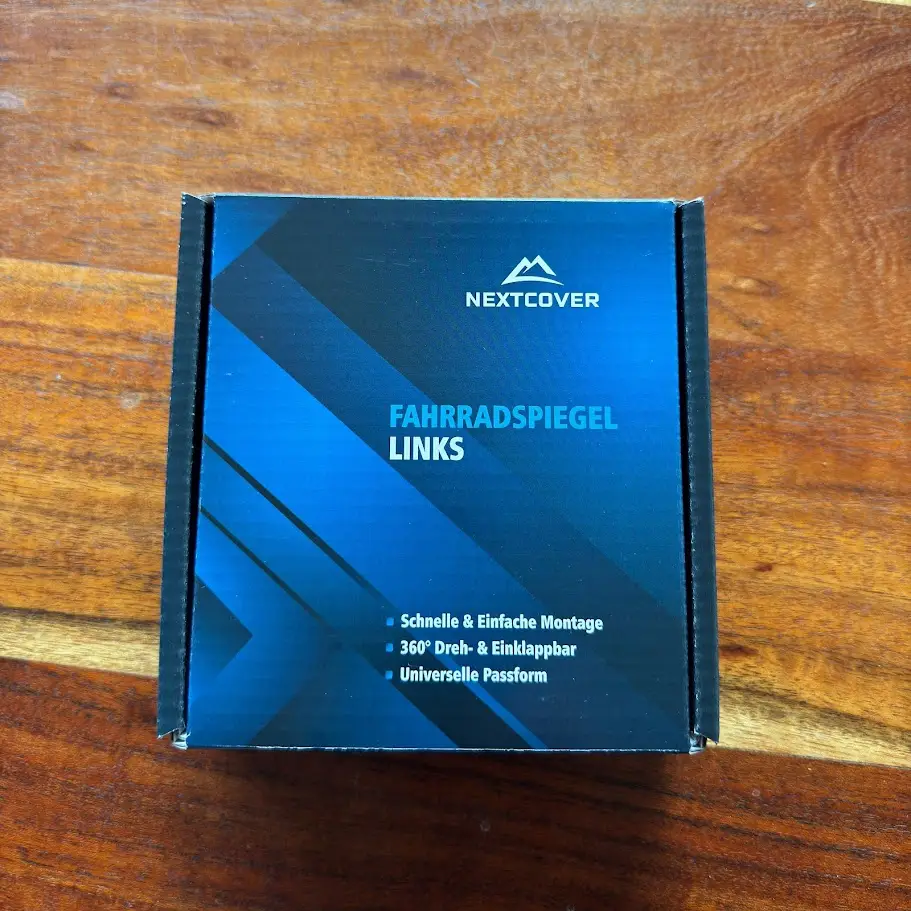 NEXTCOVER
FAHRRADSPIEGEL
LINKS
Schnelle & Einfache Montage
360° Dreh- & Einklappbar
Universelle Passform